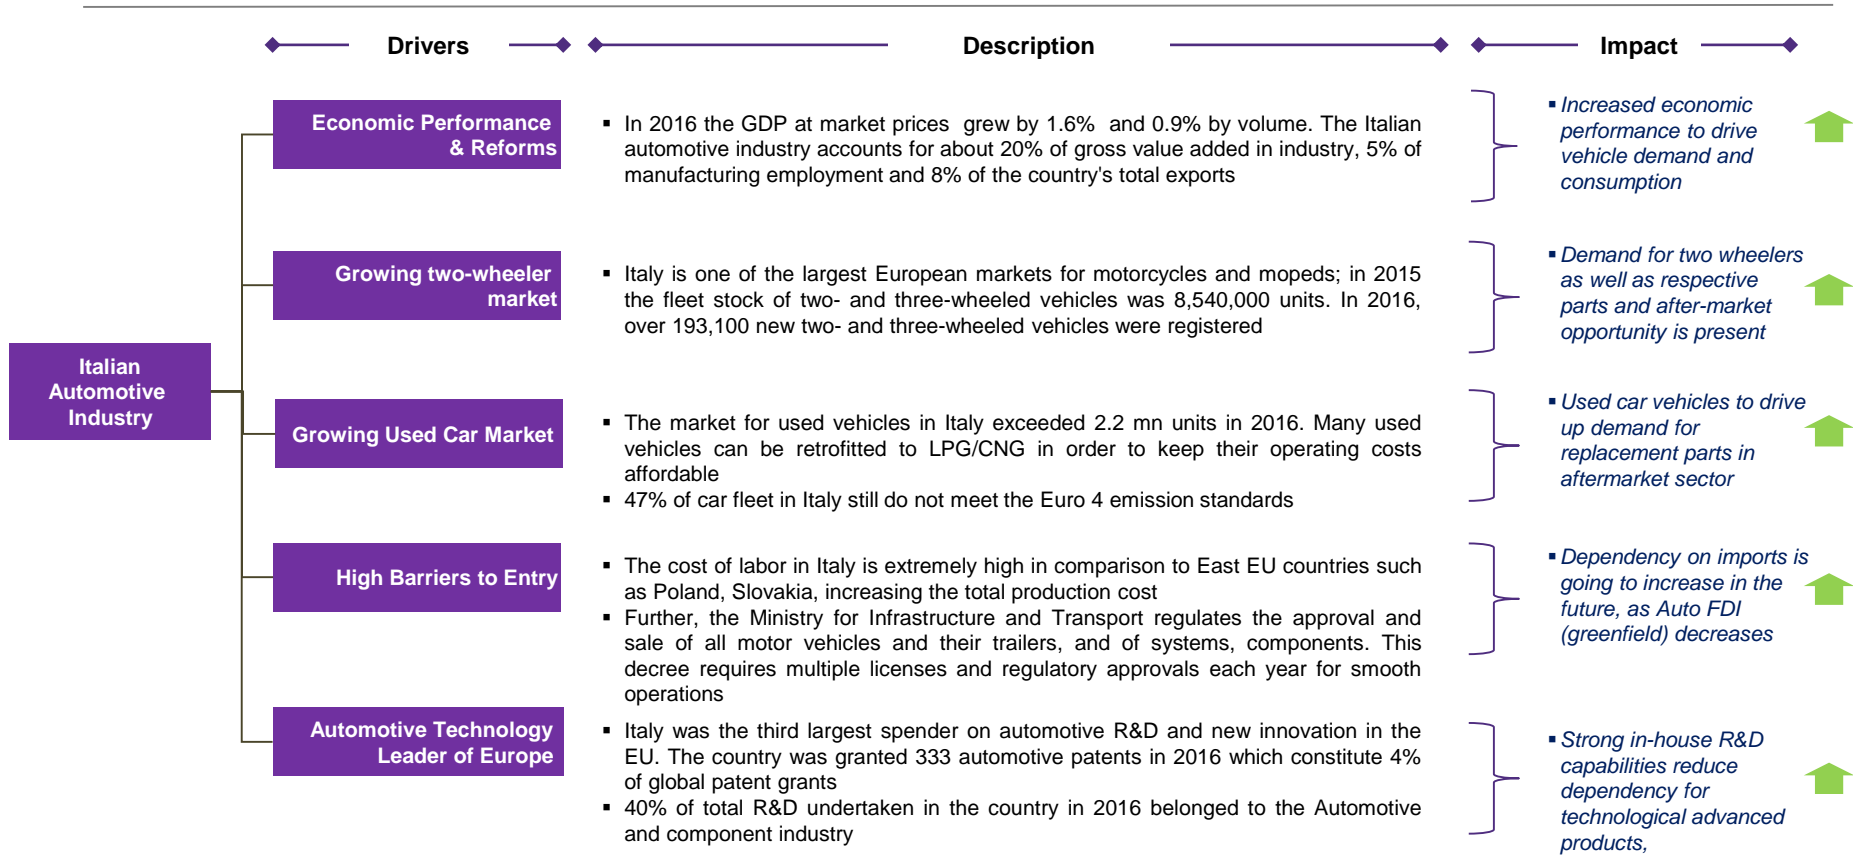 Drivers
Description
Impact
Italian
Automotive
Industry
Economic Performance
& Reforms
▪ In 2016 the GDP at market prices grew by 1.6% and 0.9% by volume. The Italian
automotive industry accounts for about 20% of gross value added in industry, 5% of
manufacturing employment and 8% of the country's total exports
▪ Increased economic
performance to drive
vehicle demand and
consumption
Growing two-wheeler
market
▪ Italy is one of the largest European markets for motorcycles and mopeds; in 2015
the fleet stock of two- and three-wheeled vehicles was 8,540,000 units. In 2016,
over 193,100 new two- and three-wheeled vehicles were registered
▪ Demand for two wheelers
as well as respective
parts and after-market
opportunity is present
Growing Used Car Market
▪ The market for used vehicles in Italy exceeded 2.2 mn units in 2016. Many used
vehicles can be retrofitted to LPG/CNG in order to keep their operating costs
affordable
▪ 47% of car fleet in Italy still do not meet the Euro 4 emission standards
▪ Used car vehicles to drive
up demand for
replacement parts in
aftermarket sector
High Barriers to Entry
▪ The cost of labor in Italy is extremely high in comparison to East EU countries such
as Poland, Slovakia, increasing the total production cost
▪ Further, the Ministry for Infrastructure and Transport regulates the approval and
sale of all motor vehicles and their trailers, and of systems, components. This
decree requires multiple licenses and regulatory approvals each year for smooth
operations
▪ Dependency on imports is
going to increase in the
future, as Auto FDI
(greenfield) decreases
Automotive Technology
Leader of Europe
▪ Italy was the third largest spender on automotive R&D and new innovation in the
EU. The country was granted 333 automotive patents in 2016 which constitute 4%
of global patent grants
▪ 40% of total R&D undertaken in the country in 2016 belonged to the Automotive
and component industry
▪ Strong in-house R&D
capabilities reduce
dependency for
technological advanced
products,